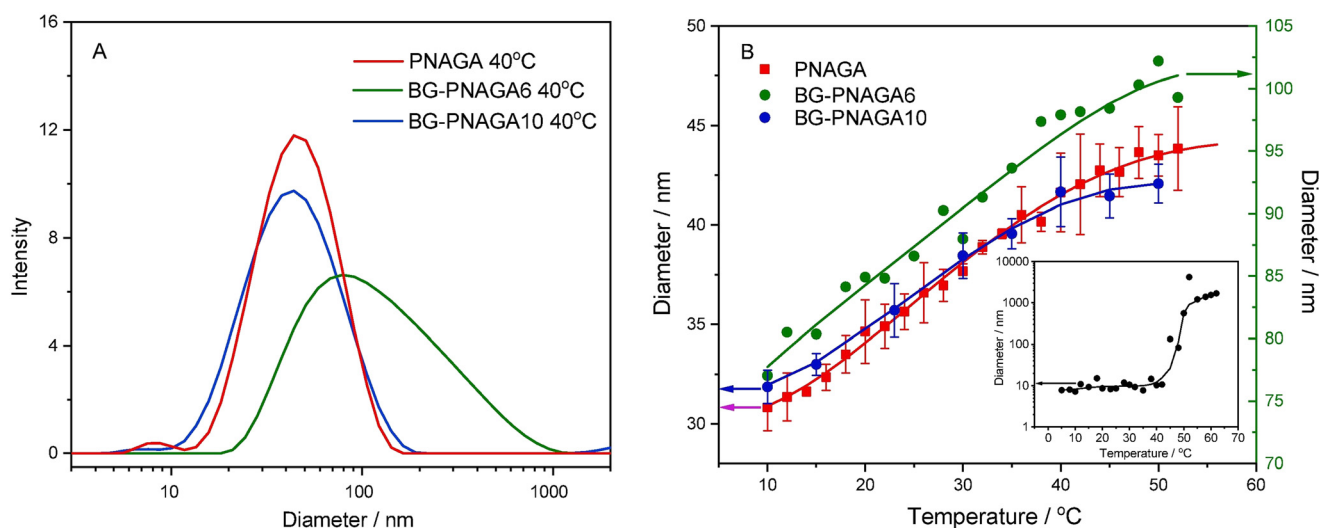 A
PNAGA 40°C
BG-PNAGA6 40°C
BG-PNAGA10 40°C
16
12
8
4
0
Intensity
10
100
1000
Diameter / nm
B
PNAGA
BG-PNAGA6
BG-PNAGA10
50
45
40
35
30
Diameter / nm
105
100
95
90
85
80
75
70
Diameter / nm
10
20
30
40
50
60
Temperature / °C
10000
1000
100
10
1
Diameter / nm
0
10
20
30
40
50
60
70
Temperature / °C